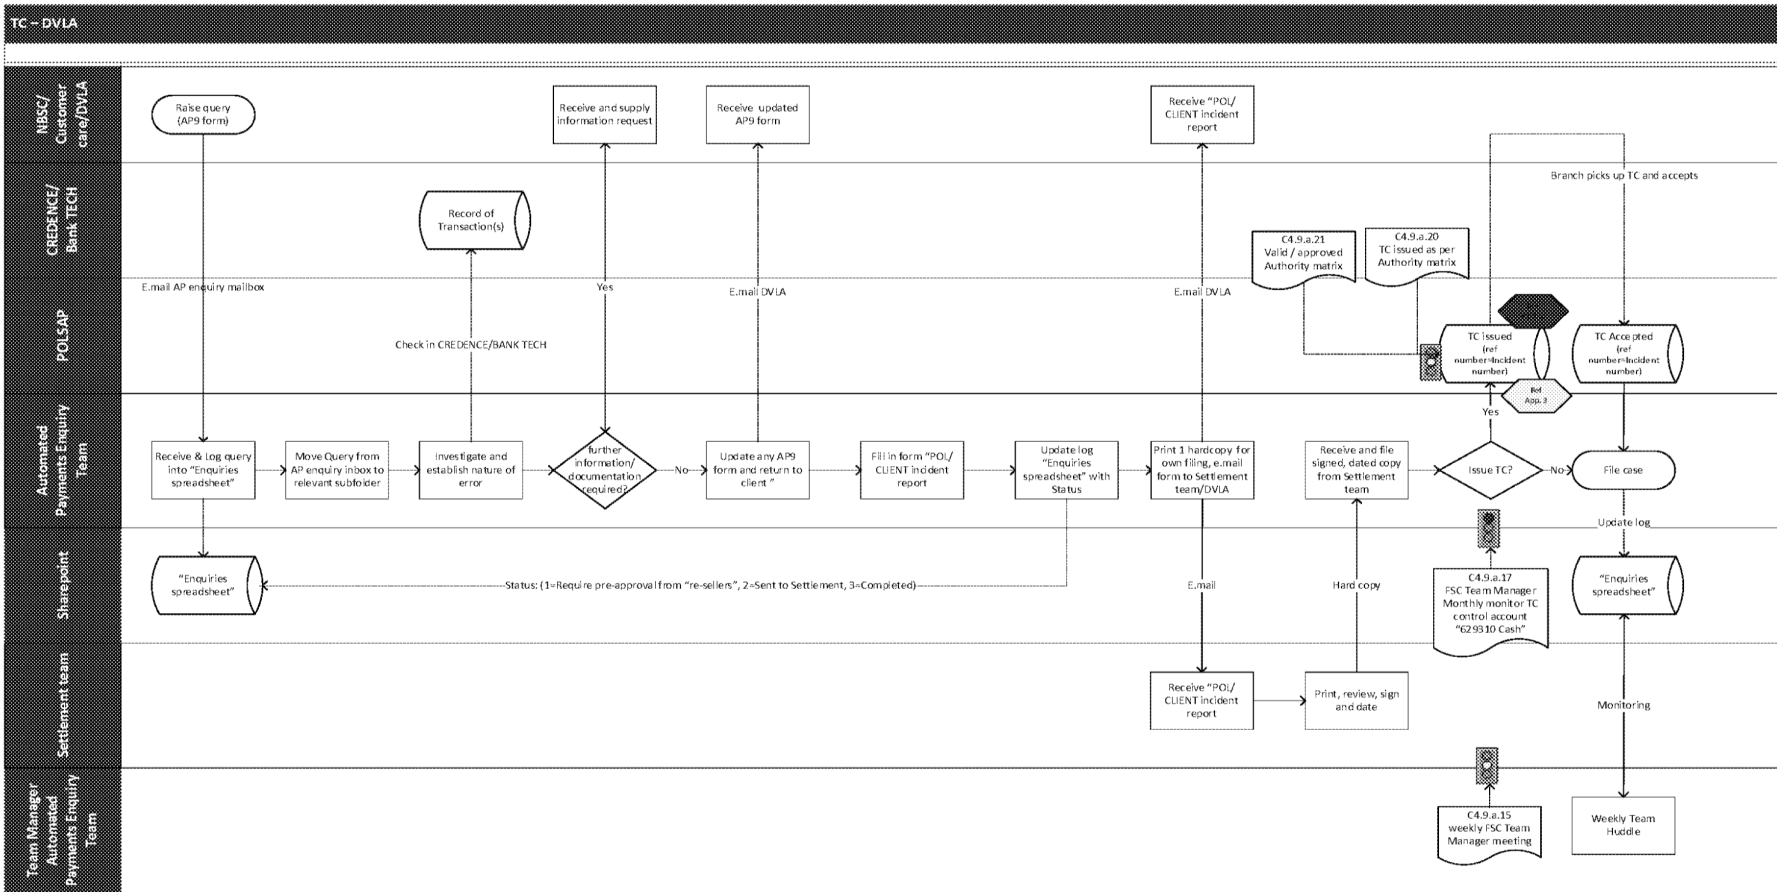 TC – DVLA
NBSC/
Customer
care/DVLA
Raise query
(AP9 form)
Receive and supply
information request
Receive updated
AP9 form
Receive "POL/
CLIENT incident
report
Branch picks up TC and accepts
CREDENCE/
Bank TECH
Record of
Transaction(s)
C4.9.a.21
Valid / approved
Authority matrix
C4.9.a.20
TC issued as per
Authority matrix
POLSAP
E.mail AP enquiry mailbox
Yes
E.mail DVLA
E.mail DVLA
Check in CREDENCE/BANK TECH
TC issued
(ref
number=Incident
number)
TC Accepted
(ref
number=Incident
number)
Ref
App. 3
Yes
Automated
Payments Enquiry
Team
Receive & Log query
into "Enquiries
spreadsheet"
Move Query from
AP enquiry inbox to
relevant subfolder
Investigate and
establish nature of
error
further
information/
documentation
required?
No
Update any AP9
form and return to
client "
Fill in form "POL/
CLIENT incident
report
Update log
"Enquiries
spreadsheet" with
Status
Print 1 hardcopy for
own filing, e.mail
form to Settlement
team/DVLA
Receive and file
signed, dated copy
from Settlement
team
Issue TC?
No
File case
Update log
Sharepoint
"Enquiries
spreadsheet"
Status: (1=Require pre-approval from "re-sellers", 2=Sent to Settlement, 3=Completed)
E.mail
Hard copy
C4.9.a.17
FSC Team Manager
Monthly monitor TC
control account
"629310 Cash"
"Enquiries
spreadsheet"
Settlement team
Receive "POL/
CLIENT incident
report
Print, review, sign
and date
Monitoring
Team Manager
Automated
Payments Enquiry
Team
C4.9.a.15
weekly FSC Team
Manager meeting
Weekly Team
Huddle